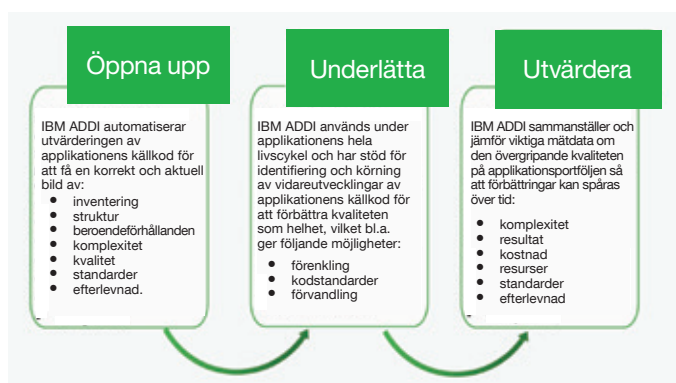 Öppna upp
IBM ADDI automatiserar
utvärderingen av
applikationens källkod för
att få en korrekt och aktuell
bild av:
• inventering
• struktur
• beroendeförhållanden
• komplexitet
• kvalitet
• standarder
• efterlevnad.
Underlätta
IBM ADDI används under
applikationens hela
livscykel och har stöd för
identifiering och körning
av vidareutvecklingar av
applikationens källkod för
att förbättra kvaliteten
som helhet, vilket bl.a.
ger följande möjligheter:
• förenkling
• kodstandarder
• förvandling
Utvärdera
IBM ADDI sammanställer och
jämför viktiga mätdata om
den övergripande kvaliteten
på applikationsportföljen så
att förbättringar kan spåras
över tid:
• komplexitet
• resultat
• kostnad
• resurser
• standarder
• efterlevnad